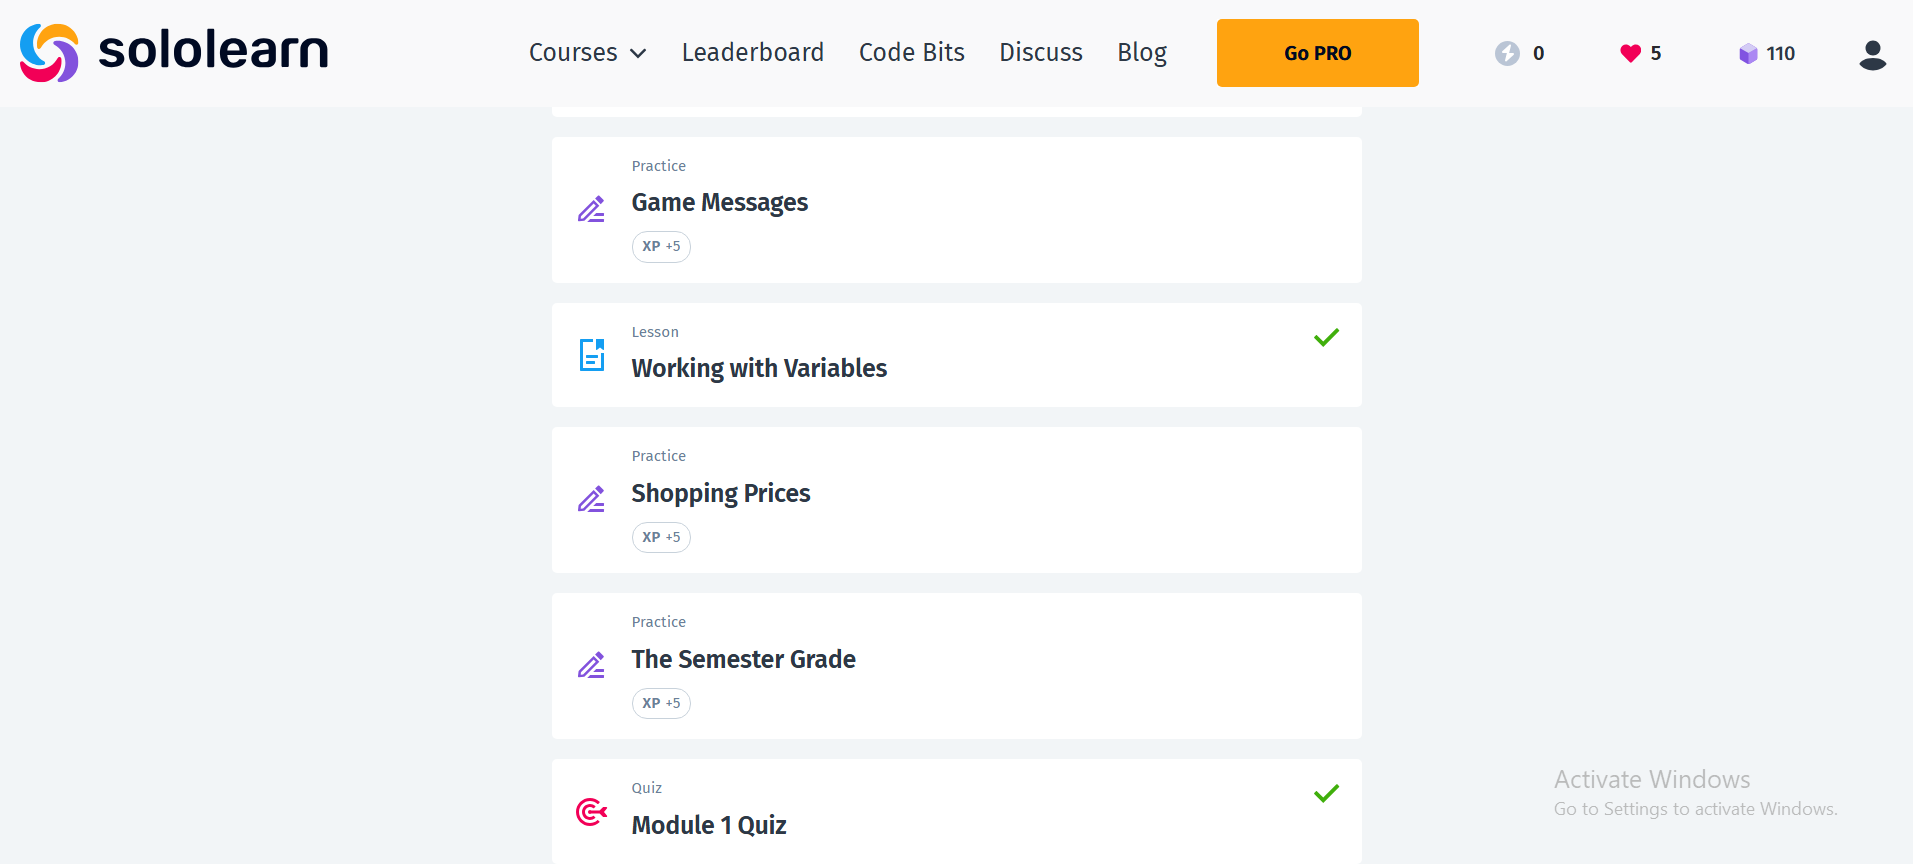 sololearn
Courses Leaderboard Code Bits Discuss Blog Go PRO 0 5 110
Practice
Game Messages
XP +5
Lesson
Working with Variables
Practice
Shopping Prices
XP +5
Practice
The Semester Grade
XP +5
Quiz
Module 1 Quiz
Activate Windows
Go to Settings to activate Windows.